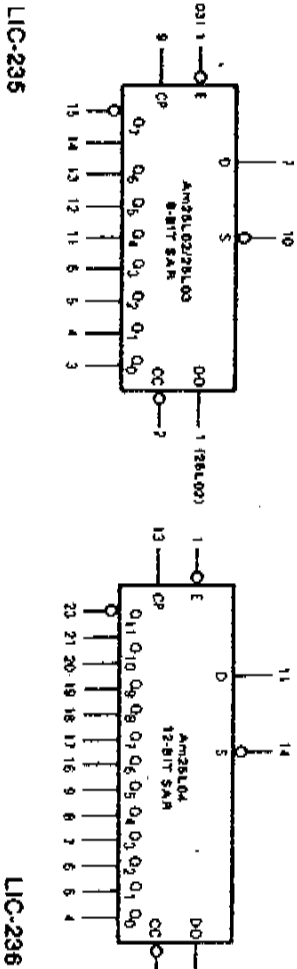 7
10
03) 1
E
D
S
9
CP
Am25L02/25L03
8-BIT SAR
DO
1 (25L02)
CC
2
Q7
Q6
Q5
Q4
Q3
Q2
Q1
Q0
15
14
13
12
11
6
5
4
3
LIC-235
11
14
1
E
D
S
13
CP
Am25L04
12-BIT SAR
DO
CC
Q11
Q10
Q9
Q8
Q7
Q6
Q5
Q4
Q3
Q2
Q1
Q0
23
21
20
19
18
17
16
9
8
7
6
5
4
LIC-236